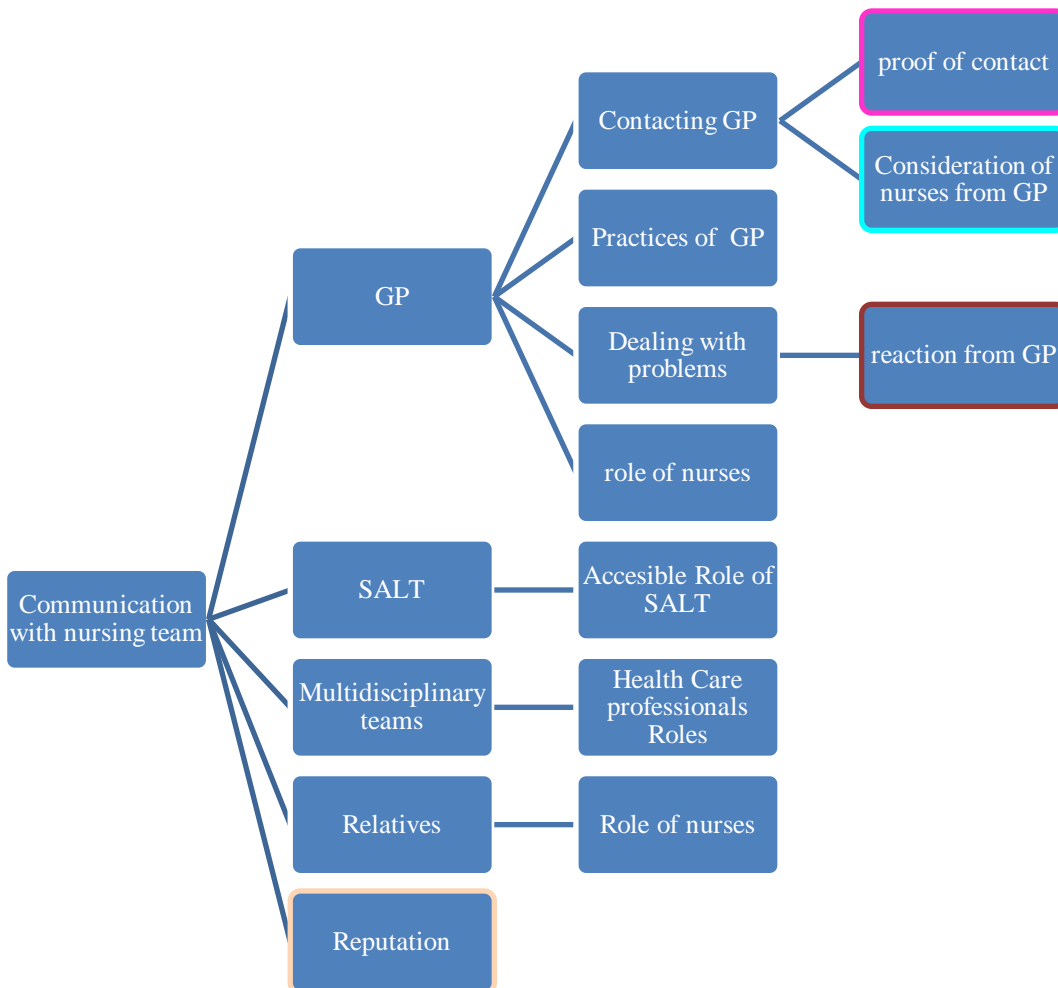 proof of contact
Contacting GP
Consideration of
nurses from GP
Practices of GP
GP
Dealing with
problems
reaction from GP
role of nurses
SALT
Accesible Role of
SALT
Communication
with nursing team
Multidisciplinary
teams
Health Care
professionals
Roles
Relatives
Role of nurses
Reputation